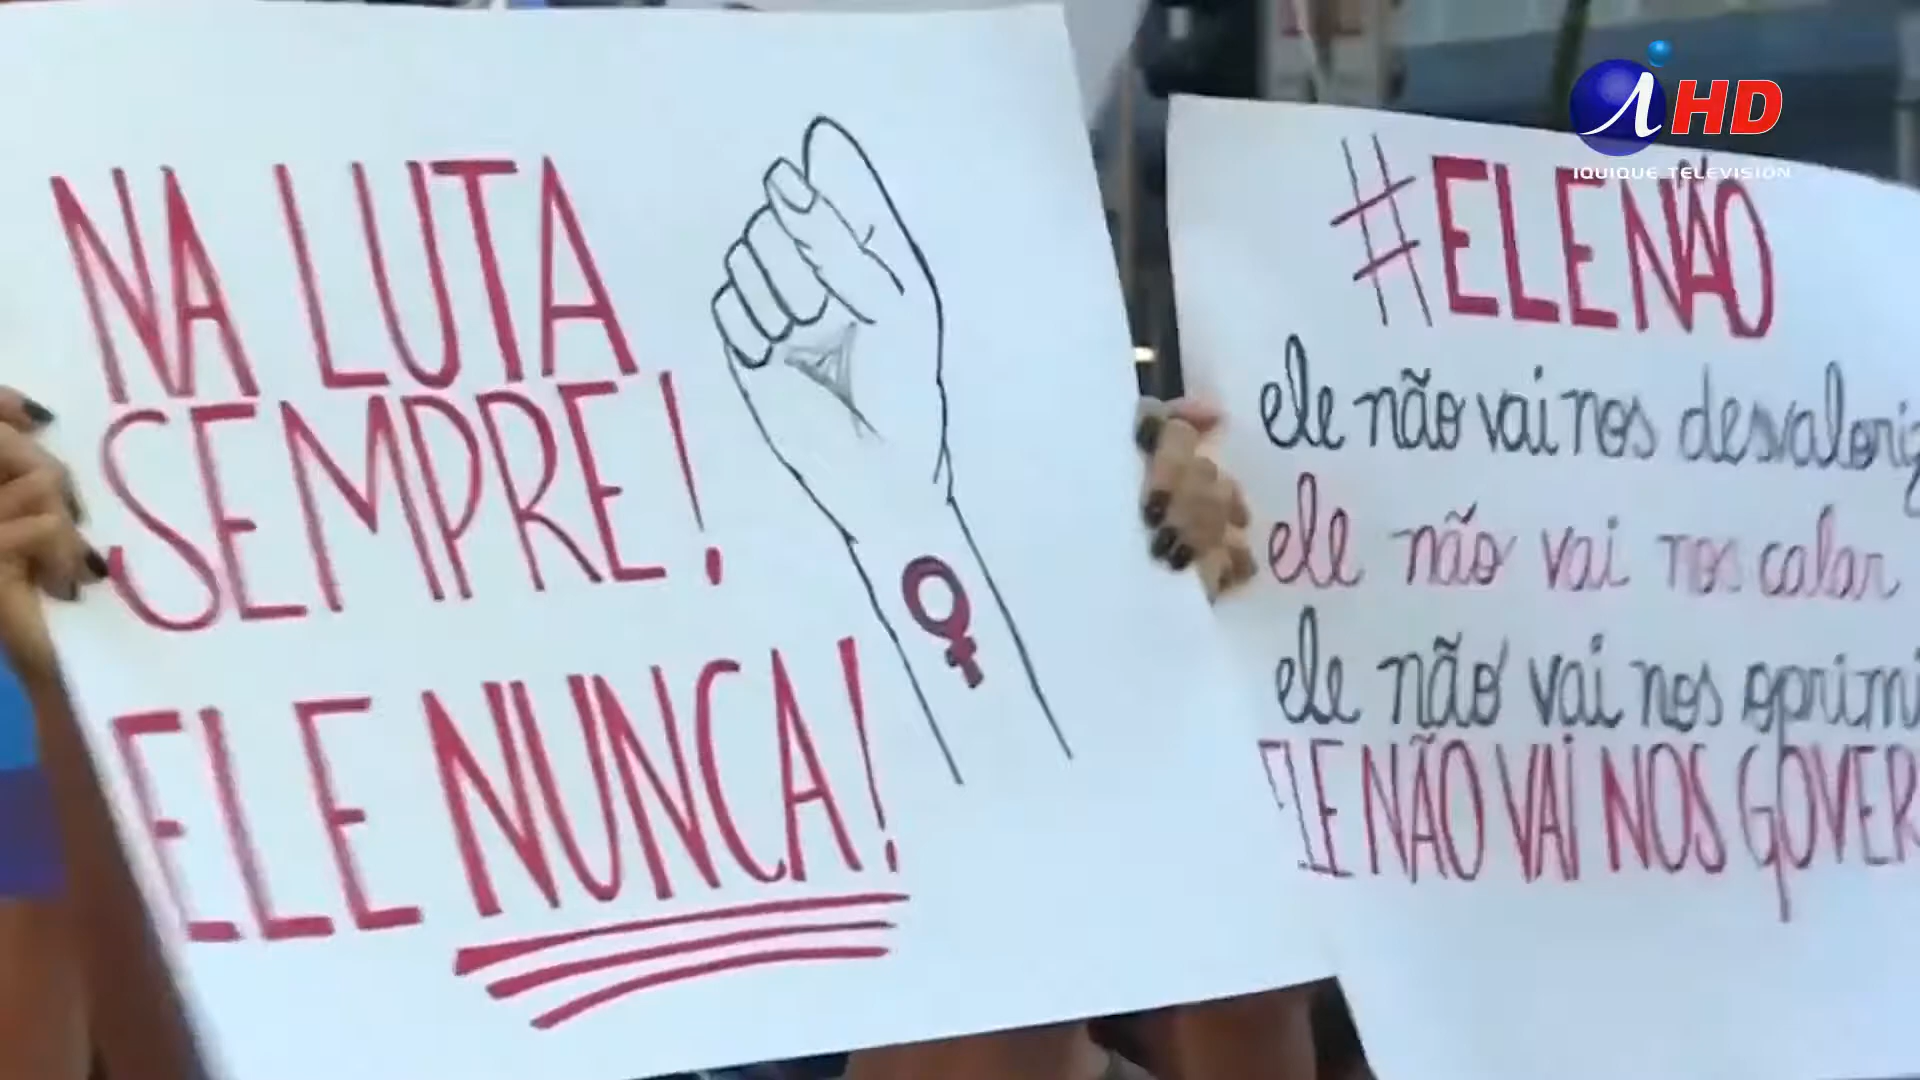 NA LUTA
SEMPRE!
ELE NUNCA!
#ELE NÃO
ele não vai nos
ele não vai nos calar
ele não vai nos
ELE NÃO VAI NOS
HD
IQUIQUE TELEVISIÓN